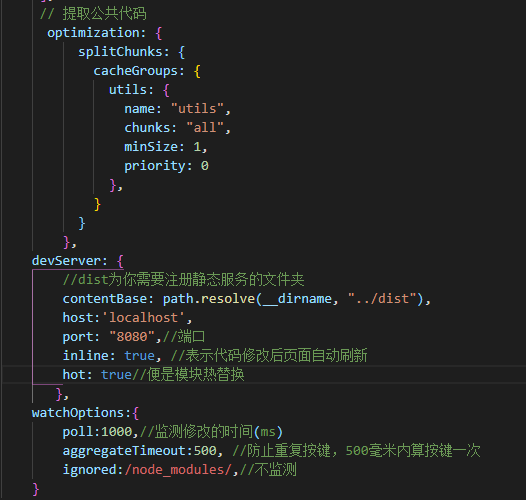 // 提取公共代码
optimization: {
splitChunks: {
cacheGroups: {
utils: {
name: "utils",
chunks: "all",
minSize: 1,
priority: 0
},
}
}
},
devServer: {
//dist为你需要注册静态服务的文件夹
contentBase: path.resolve(__dirname, "../dist"),
host:'localhost',
port: "8080",//端口
inline: true, //表示代码修改后页面自动刷新
hot: true//便是模块热替换
},
watchOptions:{
poll:1000,//监测修改的时间(ms)
aggregateTimeout:500, //防止重复按键，500毫米内算按键一次
ignored:/node_modules/,//不监测
}